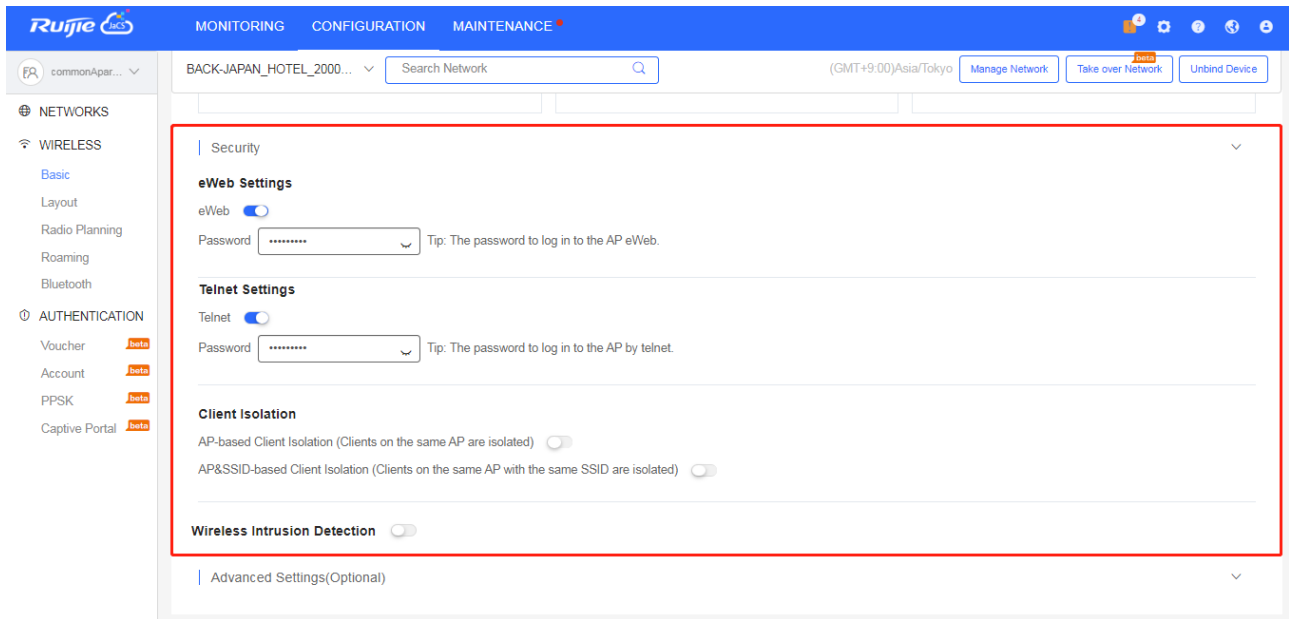 Ruijie JaCS MONITORING CONFIGURATION MAINTENANCE 4
commonApar... BACK-JAPAN_HOTEL_2000... Search Network (GMT+9:00)Asia/Tokyo Manage Network Take over Network beta Unbind Device
NETWORKS
WIRELESS
Basic
Layout
Radio Planning
Roaming
Bluetooth
AUTHENTICATION
Voucher beta
Account beta
PPSK beta
Captive Portal beta
Security
eWeb Settings
eWeb
Password ••••••••• Tip: The password to log in to the AP eWeb.
Telnet Settings
Telnet
Password ••••••••• Tip: The password to log in to the AP by telnet.
Client Isolation
AP-based Client Isolation (Clients on the same AP are isolated)
AP&SSID-based Client Isolation (Clients on the same AP with the same SSID are isolated)
Wireless Intrusion Detection
Advanced Settings(Optional)